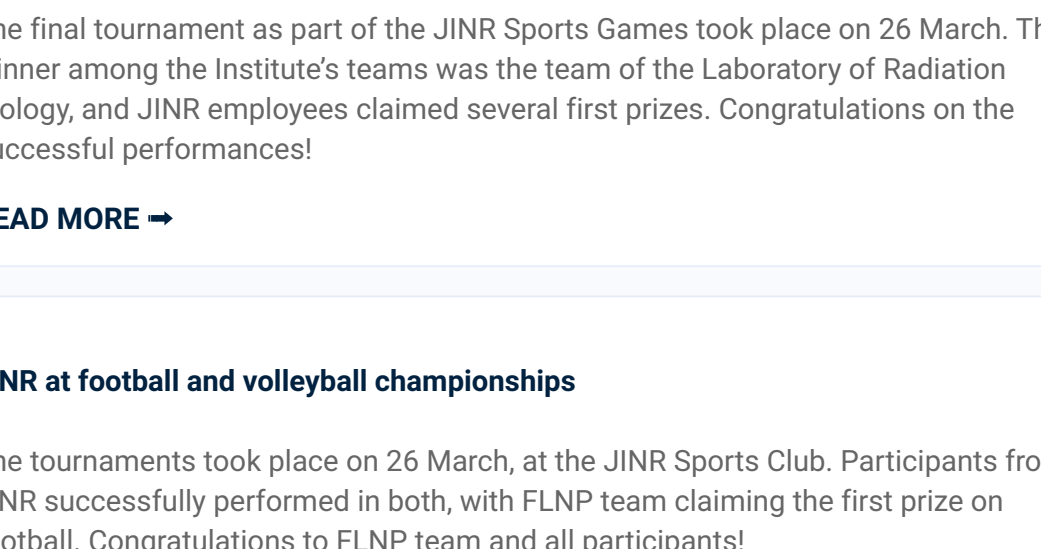 he final tournament as part of the JINR Sports Games took place on 26 March. Th
inner among the Institute’s teams was the team of the Laboratory of Radiation
ology, and JINR employees claimed several first prizes. Congratulations on the
uccessful performances!
EAD MORE ➡
NR at football and volleyball championships
he tournaments took place on 26 March, at the JINR Sports Club. Participants fro
NR successfully performed in both, with FLNP team claiming the first prize on
otball. Congratulations to FLNP team and all participants!